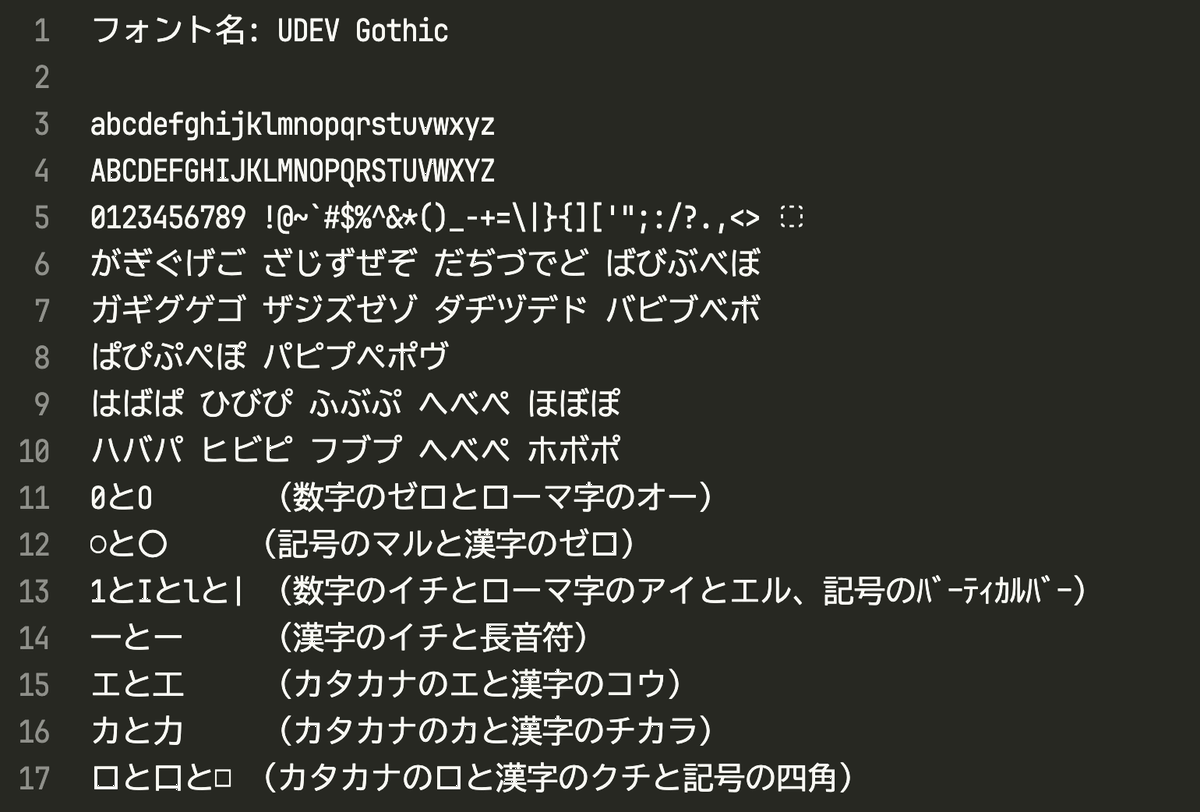 1 フォント名: UDEV Gothic
2
3 abcdefghijklmnopqrstuvwxyz
4 ABCDEFGHIJKLMNOPQRSTUVWXYZ
5 0123456789 !@~`#$%^&*()_-+=\|}{]['";:/?.,<> 　
6 がぎぐげご ざじずぜぞ だぢづでど ばびぶべぼ
7 ガギグゲゴ ザジズゼゾ ダヂヅデド バビブベボ
8 ぱぴぷぺぽ パピプペポヴ
9 はばぱ ひびぴ ふぶぷ へべぺ ほぼぽ
10 ハバパ ヒビピ フブプ ヘベペ ホボポ
11 0とO （数字のゼロとローマ字のオー）
12 ○と〇 （記号のマルと漢字のゼロ）
13 1とIとlと| （数字のイチとローマ字のアイとエル、記号のﾊﾞｰﾃｨｶﾙﾊﾞｰ）
14 一とー （漢字のイチと長音符）
15 エと工 （カタカナのエと漢字のコウ）
16 カと力 （カタカナのカと漢字のチカラ）
17 ロと口と□ （カタカナのロと漢字のクチと記号の四角）